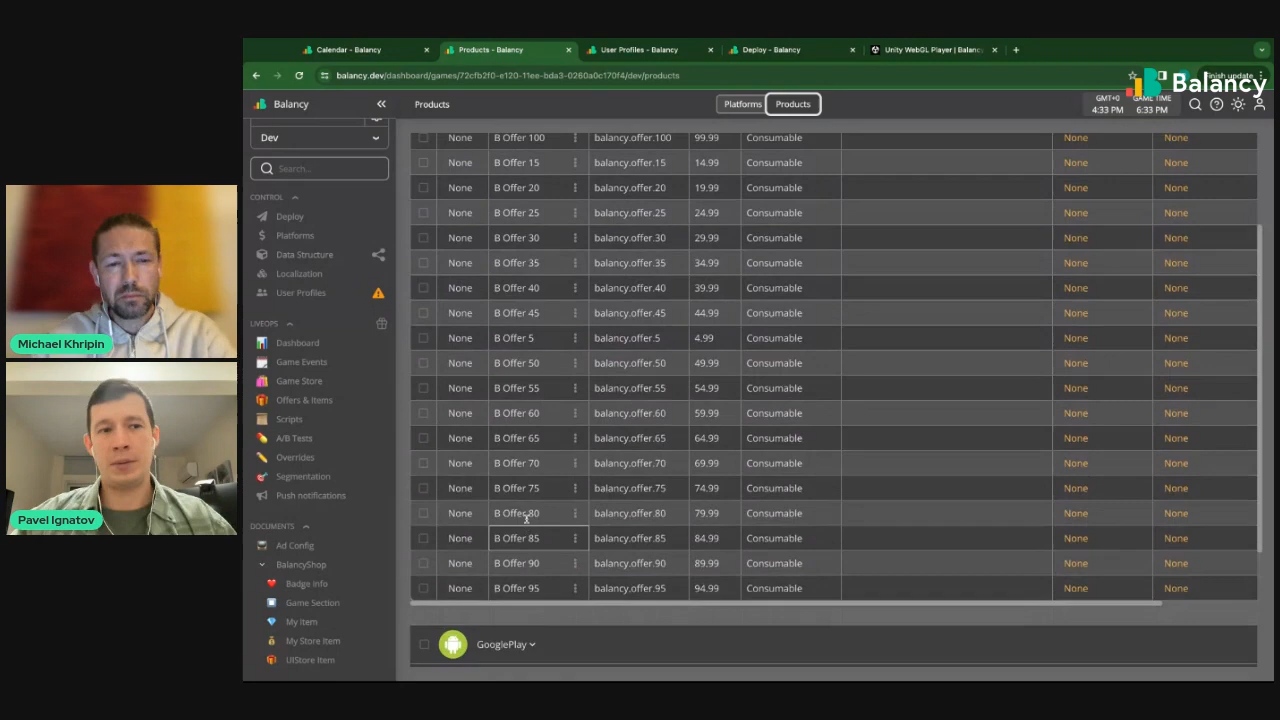 Calendar - Balancy
Products - Balancy
User Profiles - Balancy
Deploy - Balancy
Unity WebGL Player | Balanc
balancy.dev/dashboard/games/72cfb2f0-e120-11ee-bda3-0260a0c170f4/dev/products
Finish update
Balancy
Balancy
Products
Platforms
Products
GMT+0
4:33 PM
GAME TIME
6:33 PM
Dev
Search...
CONTROL
Deploy
Platforms
Data Structure
Localization
User Profiles
LIVEOPS
Dashboard
Game Events
Game Store
Offers & Items
Scripts
A/B Tests
Overrides
Segmentation
Push notifications
DOCUMENTS
Ad Config
BalancyShop
Badge Info
Game Section
My Item
My Store Item
UIStore Item
None B Offer 100 balancy.offer.100 99.99 Consumable None None
None B Offer 15 balancy.offer.15 14.99 Consumable None None
None B Offer 20 balancy.offer.20 19.99 Consumable None None
None B Offer 25 balancy.offer.25 24.99 Consumable None None
None B Offer 30 balancy.offer.30 29.99 Consumable None None
None B Offer 35 balancy.offer.35 34.99 Consumable None None
None B Offer 40 balancy.offer.40 39.99 Consumable None None
None B Offer 45 balancy.offer.45 44.99 Consumable None None
None B Offer 5 balancy.offer.5 4.99 Consumable None None
None B Offer 50 balancy.offer.50 49.99 Consumable None None
None B Offer 55 balancy.offer.55 54.99 Consumable None None
None B Offer 60 balancy.offer.60 59.99 Consumable None None
None B Offer 65 balancy.offer.65 64.99 Consumable None None
None B Offer 70 balancy.offer.70 69.99 Consumable None None
None B Offer 75 balancy.offer.75 74.99 Consumable None None
None B Offer 80 balancy.offer.80 79.99 Consumable None None
None B Offer 85 balancy.offer.85 84.99 Consumable None None
None B Offer 90 balancy.offer.90 89.99 Consumable None None
None B Offer 95 balancy.offer.95 94.99 Consumable None None
GooglePlay
Michael Khripin
Pavel Ignatov